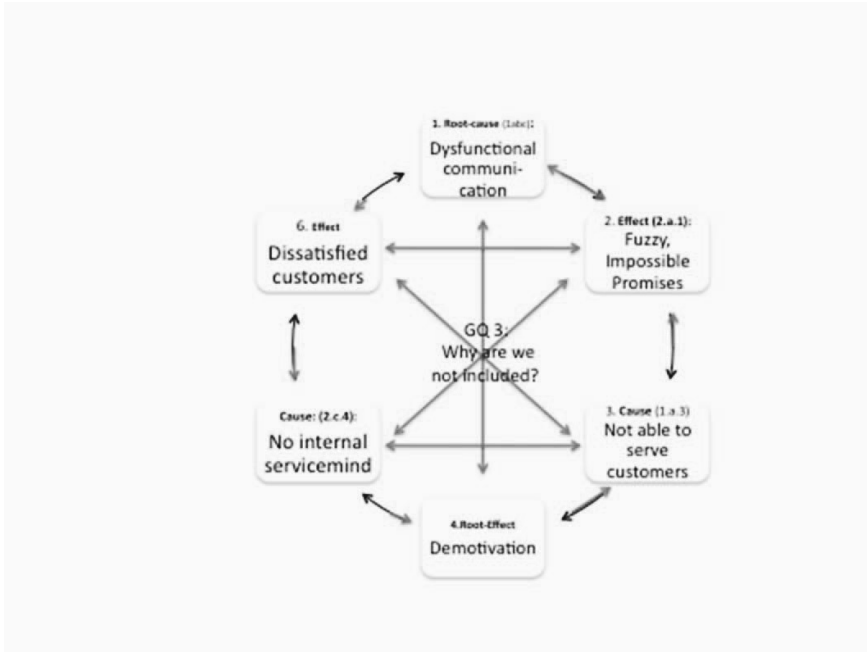 1. Root-cause (1abc):
Dysfunctional
communi-
cation
2. Effect (2.a.1):
Fuzzy,
Impossible
Promises
3. Cause (1.a.3)
Not able to
serve
customers
4.Root-Effect
Demotivation
Cause: (2.c.4):
No internal
servicemind
6. Effect
Dissatisfied
customers
GQ 3:
Why are we
not included?